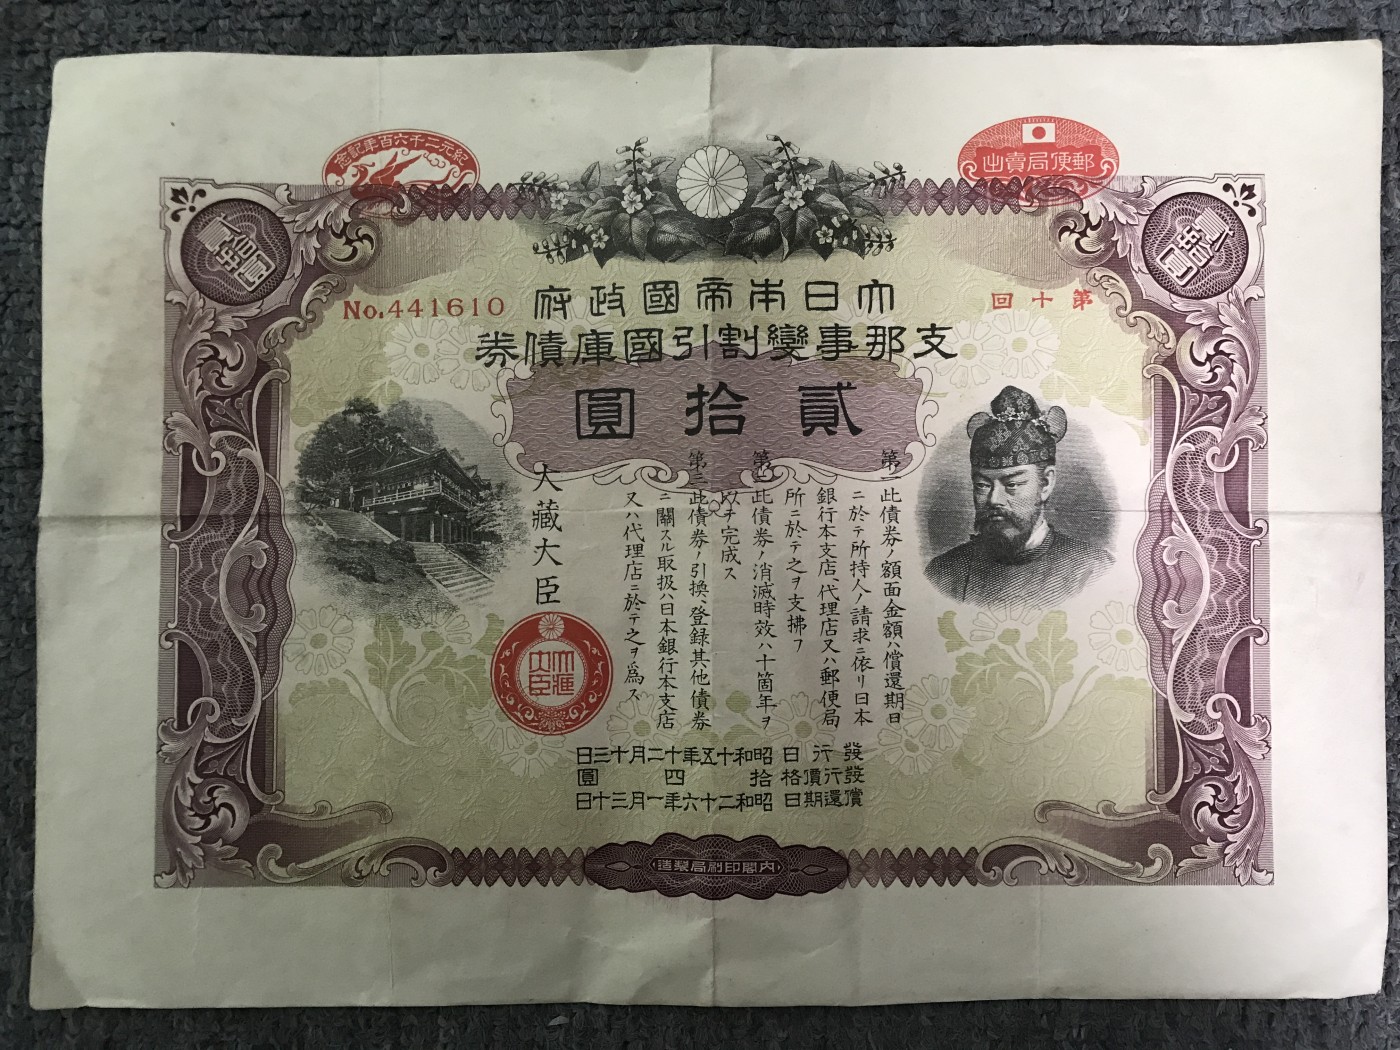 紀元二千六百年記念
郵便局賣出
貳拾圓
貳拾圓
第十回
No.441610
大日本帝國政府
支那事變割引國庫債券
貳拾圓
第一 此債券ノ額面金額ハ償還期日
ニ於テ所持人ノ請求ニ依リ日本
銀行本支店、代理店又ハ郵便局
所ニ於テ之ヲ支拂フ
第二 此債券ノ消滅時效ハ十箇年ヲ
以テ完成ス
第三 此債券ノ引換、登録其他債券
ニ關スル取扱ハ日本銀行本支店
又ハ代理店ニ於テ之ヲ爲ス
大藏大臣
大藏大臣
發行日 昭和十五年十二月十三日
發行價格 拾四圓
償還期日 昭和二十六年一月三十日
內閣印刷局製造